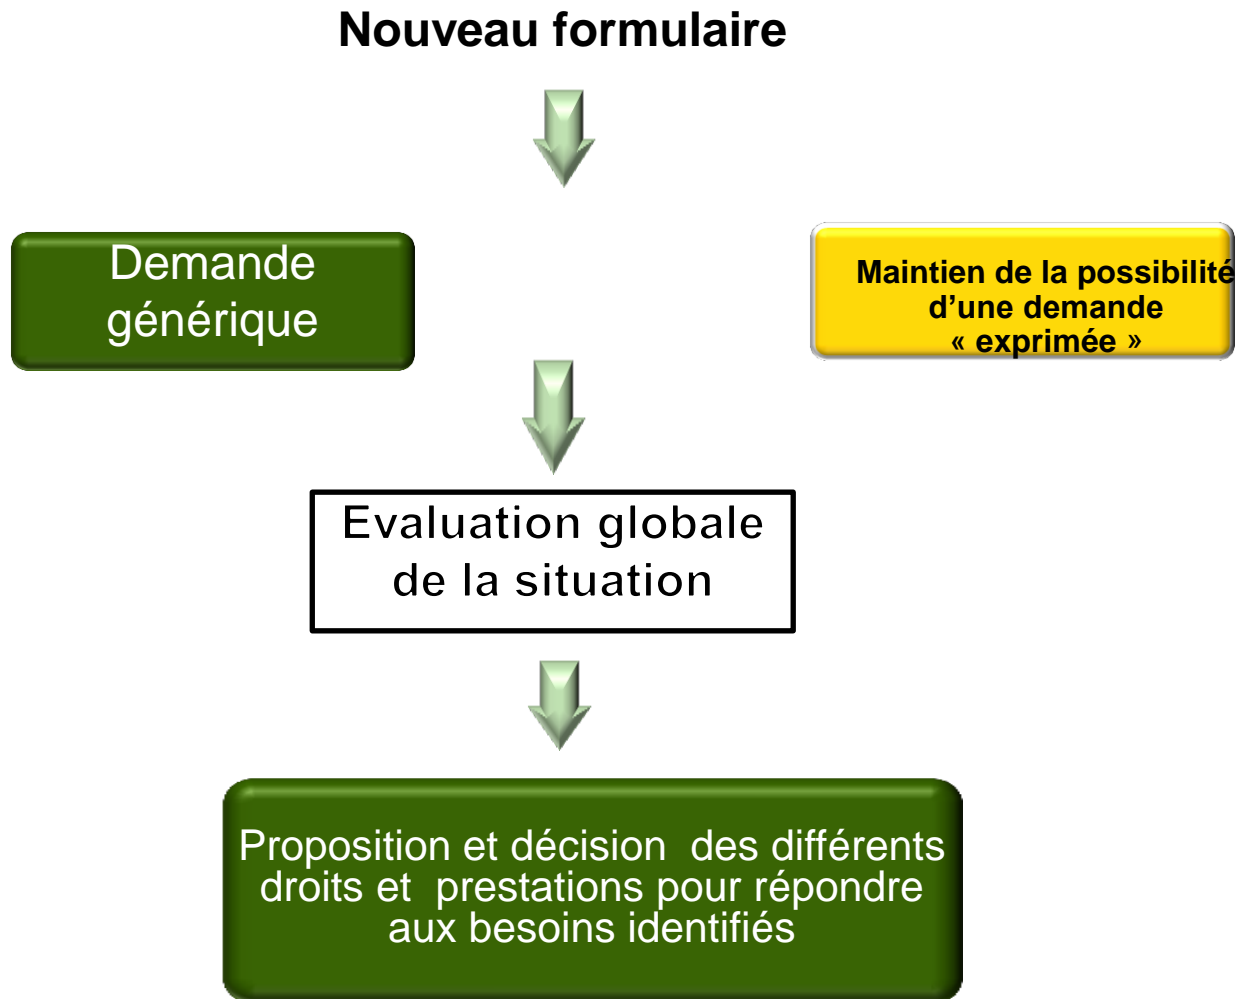 Nouveau formulaire
Demande
générique
Maintien de la possibilité
d’une demande
« exprimée »
Evaluation globale
de la situation
Proposition et décision  des différents
droits et  prestations pour répondre
aux besoins identifiés